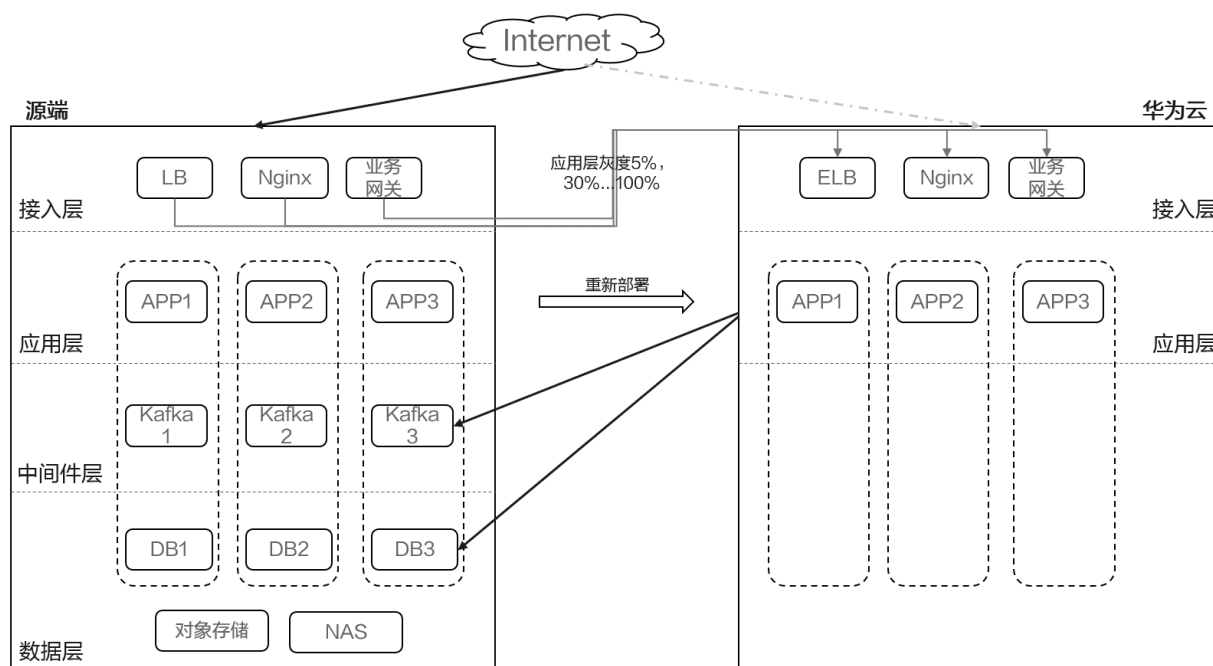 Internet
源端
华为云
LB
Nginx
业务
网关
应用层灰度5%，
30%...100%
ELB
Nginx
业务
网关
接入层
接入层
APP1
APP2
APP3
重新部署
APP1
APP2
APP3
应用层
应用层
Kafka
1
Kafka
2
Kafka
3
中间件层
DB1
DB2
DB3
对象存储
NAS
数据层